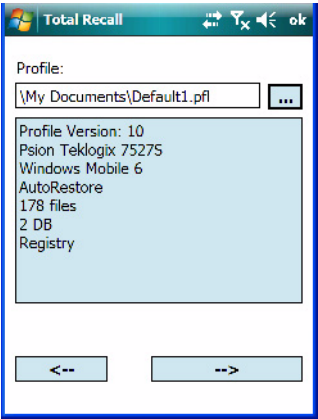 Total Recall ok
Profile:
\My Documents\Default1.pfl ...
Profile Version: 10
Psion Teklogix 7527S
Windows Mobile 6
AutoRestore
178 files
2 DB
Registry
<-- -->